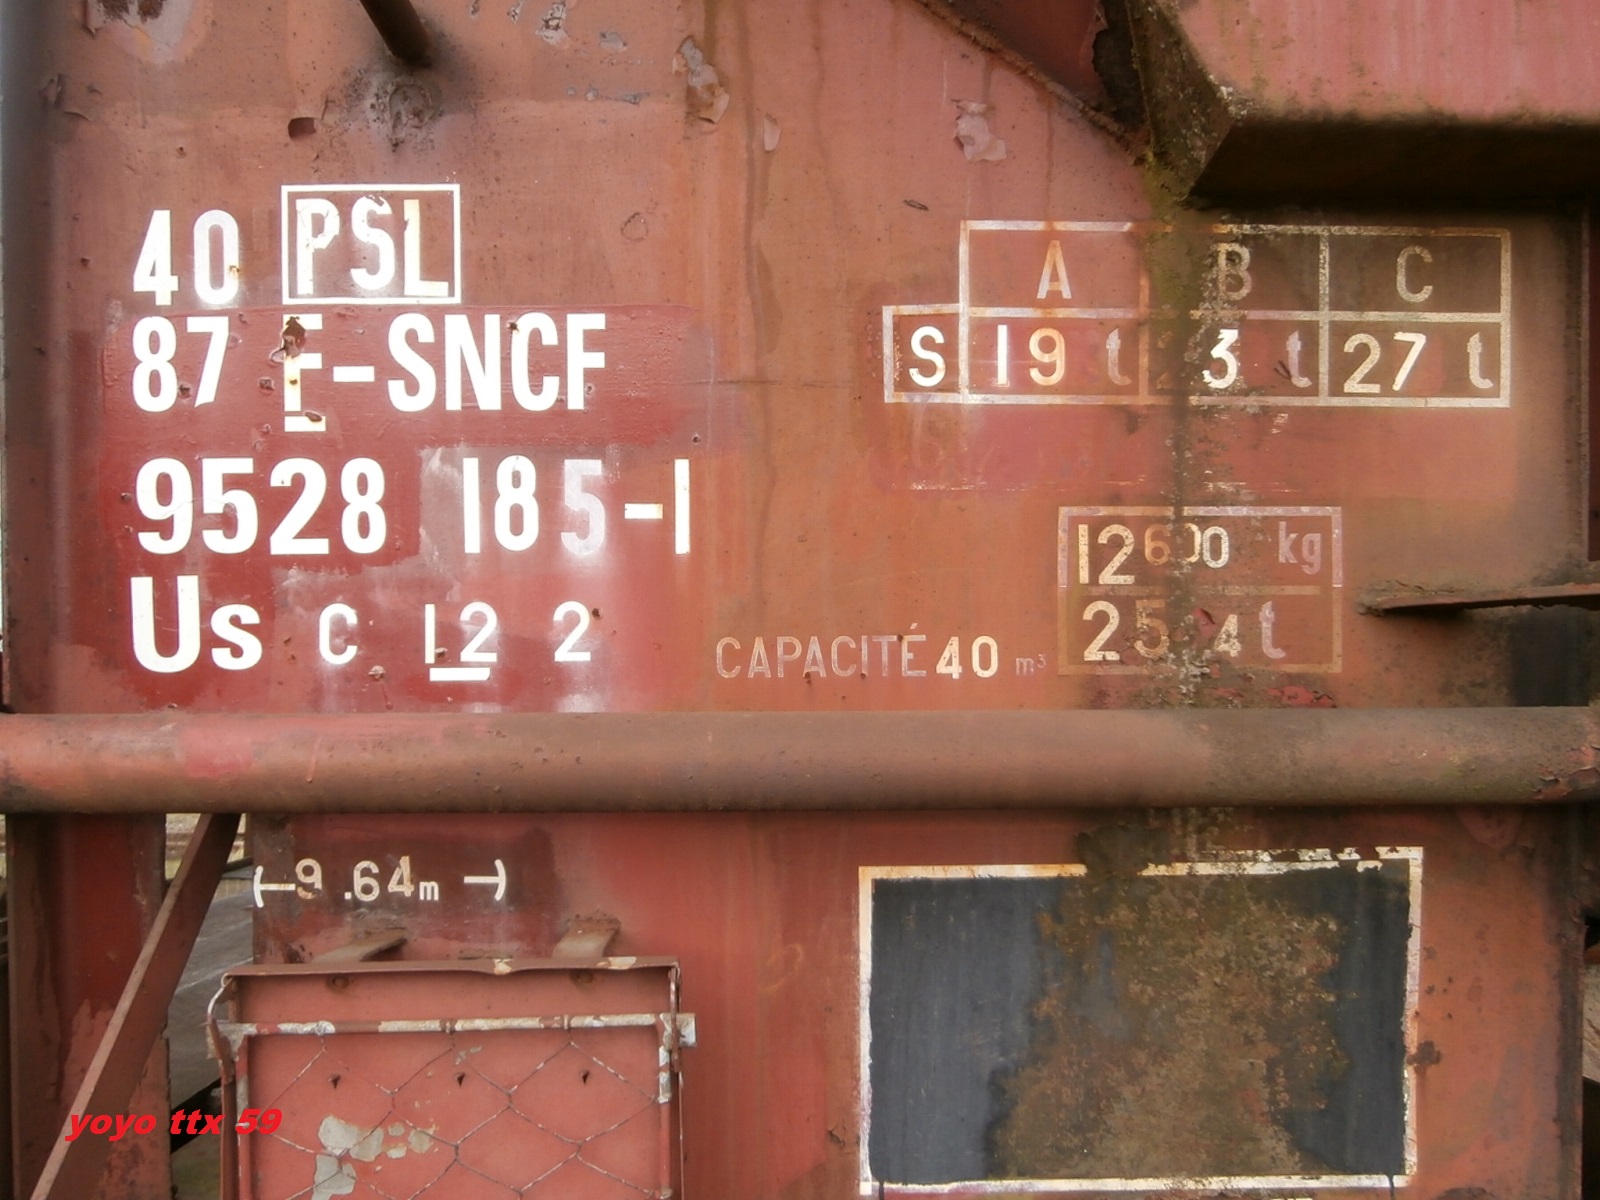 40 PSL
87 F-SNCF
9528 185-1
Us C 12 2
A B C
S 19 t 23 t 27 t
12600 kg
CAPACITÉ 40 m³
9.64m
yoyo ttx 59